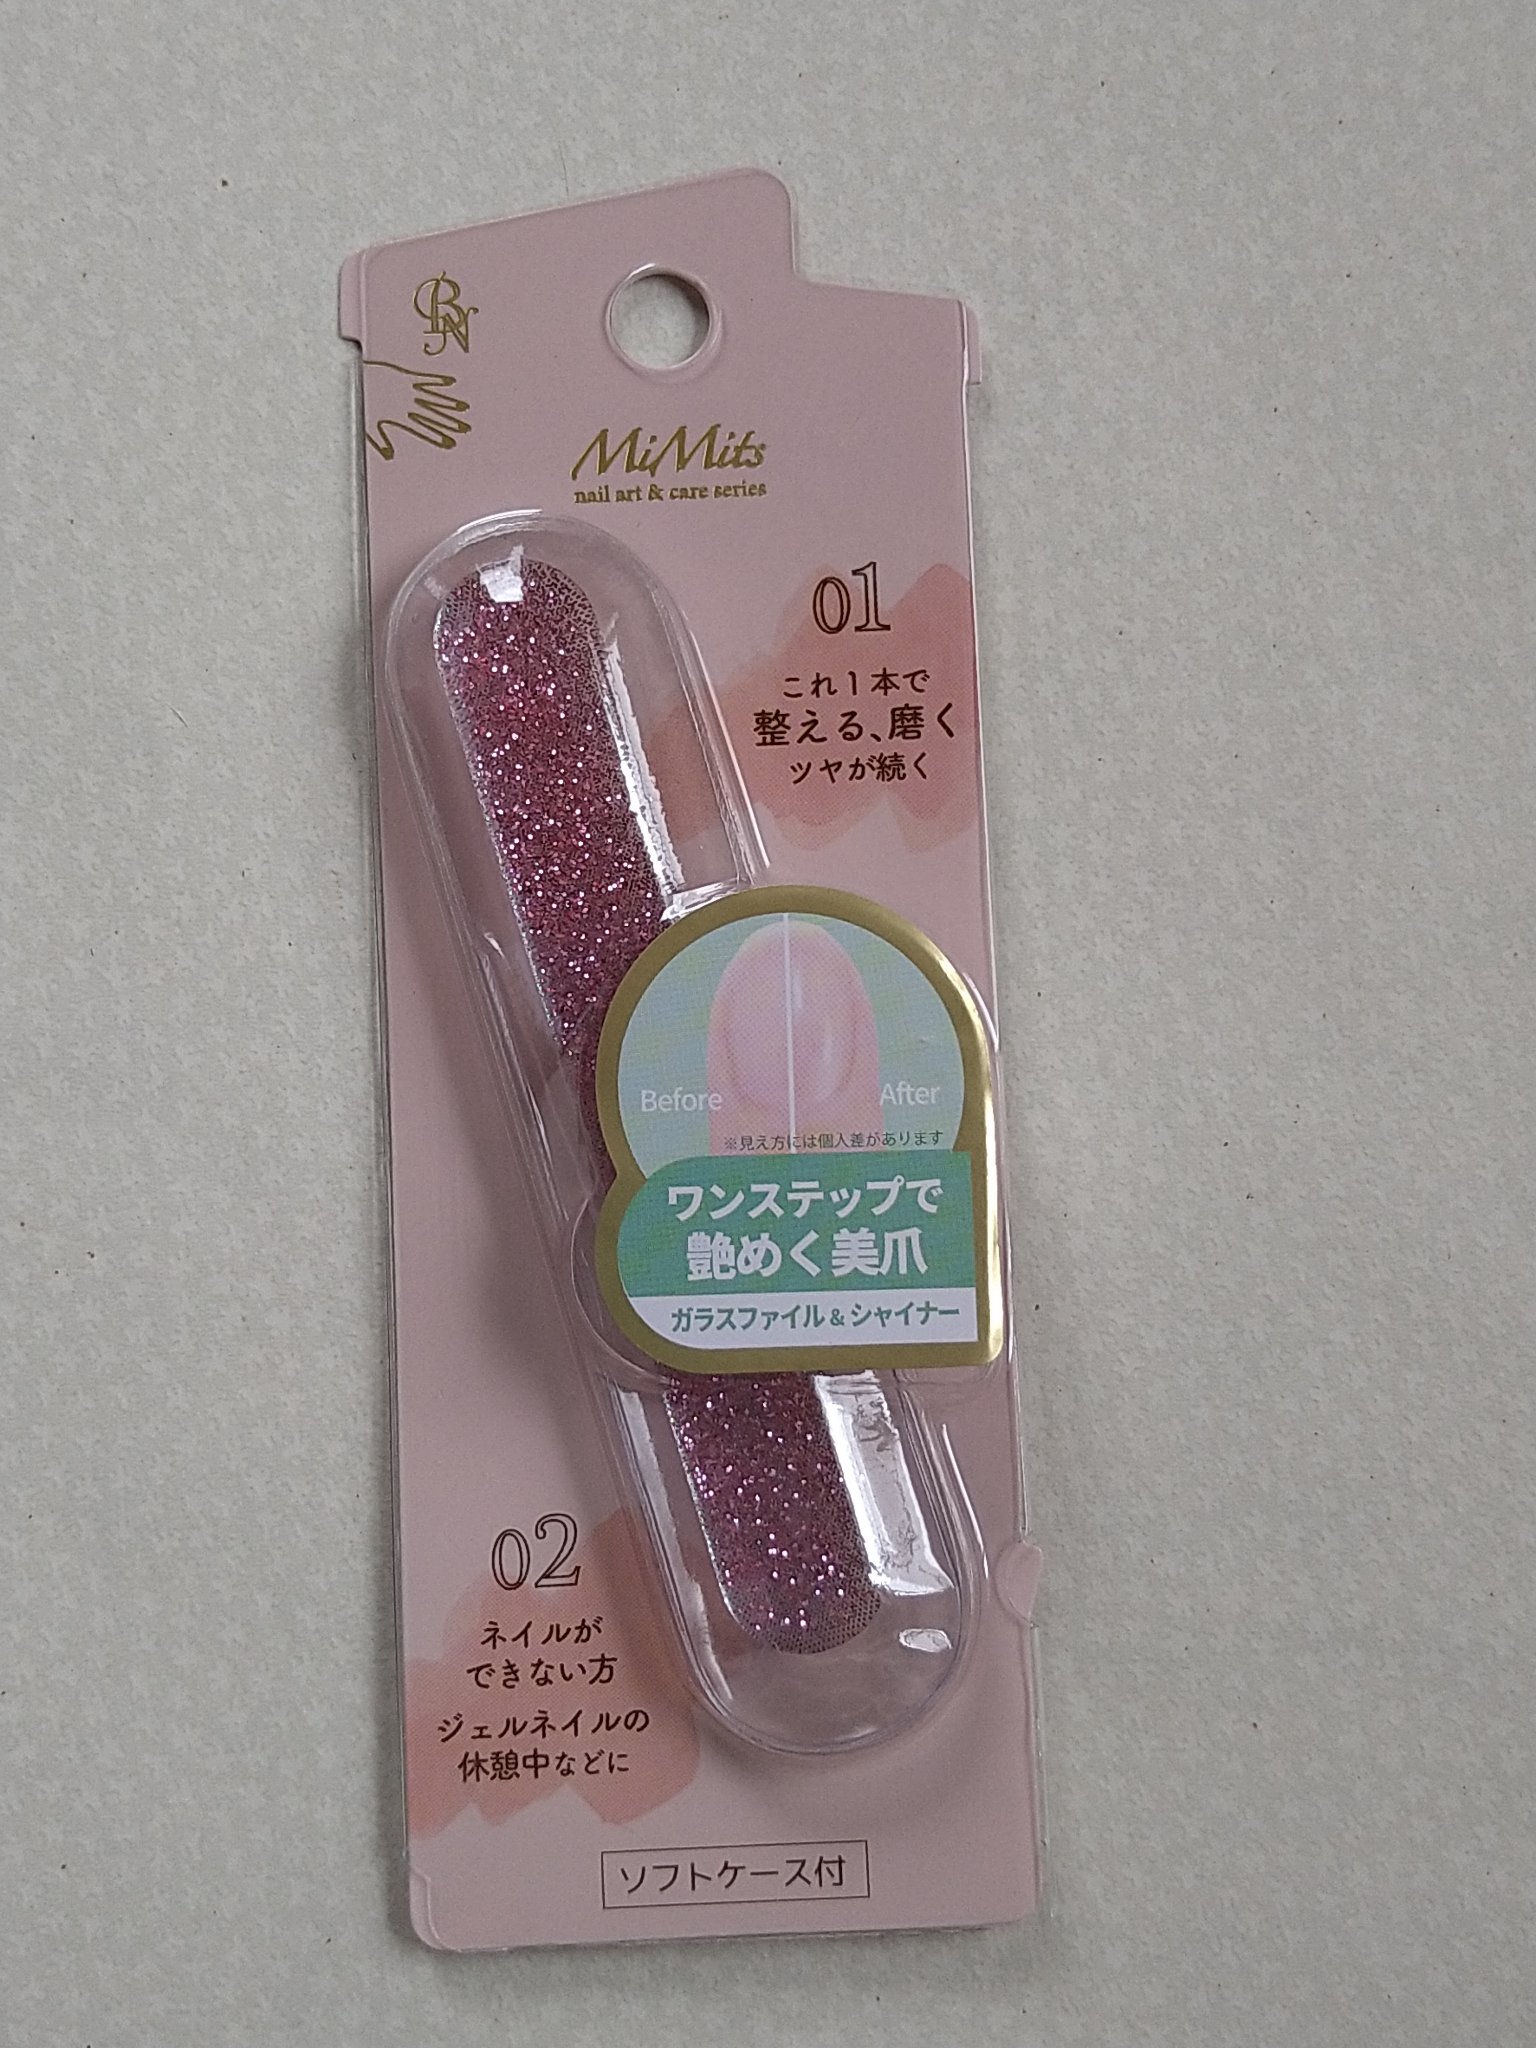 BN
MiMits
nail art & care series
01
これ1本で
整える、磨く
ツヤが続く
Before
After
※見え方には個人差があります
ワンステップで
艶めく美爪
ガラスファイル&シャイナー
02
ネイルが
できない方
ジェルネイルの
休憩中などに
ソフトケース付